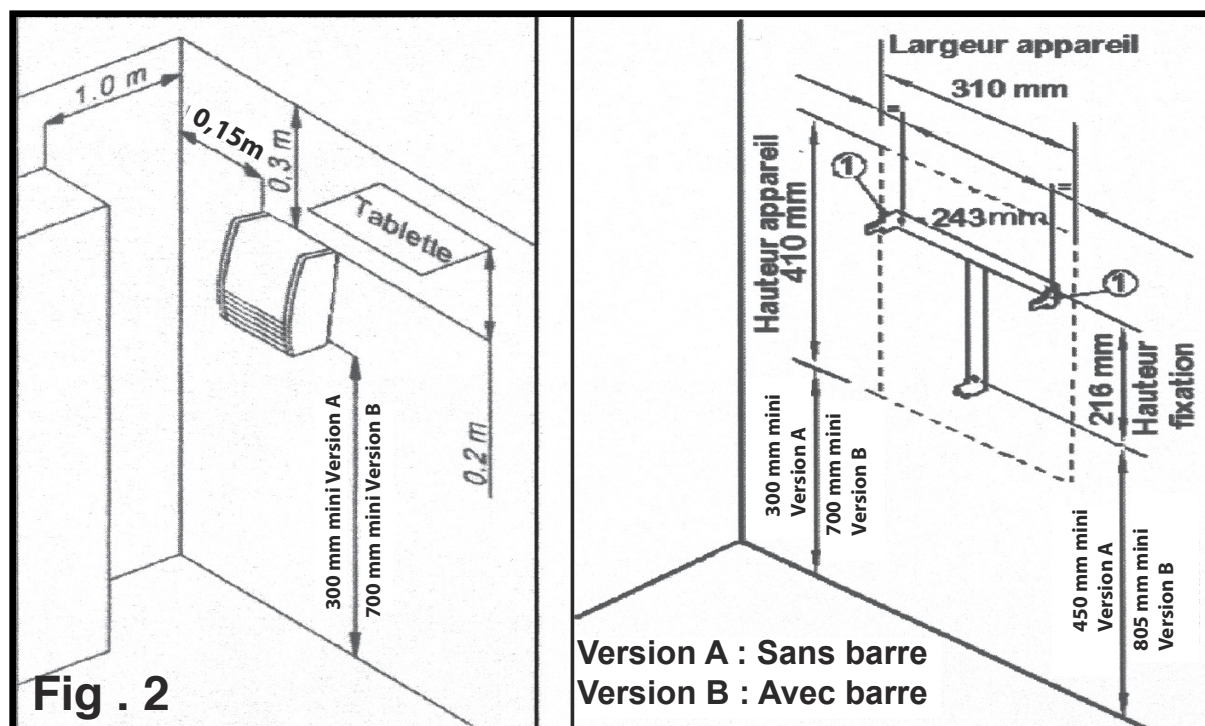 1.0 m
0,15m
0.3 m
Tablette
300 mm mini Version A
700 mm mini Version B
0.2 m
Fig . 2
Largeur appareil
310 mm
=
=
1
243mm
1
Hauteur appareil
410 mm
216 mm
Hauteur
fixation
300 mm mini
Version A
700 mm mini
Version B
450 mm mini
Version A
805 mm mini
Version B
Version A : Sans barre
Version B : Avec barre